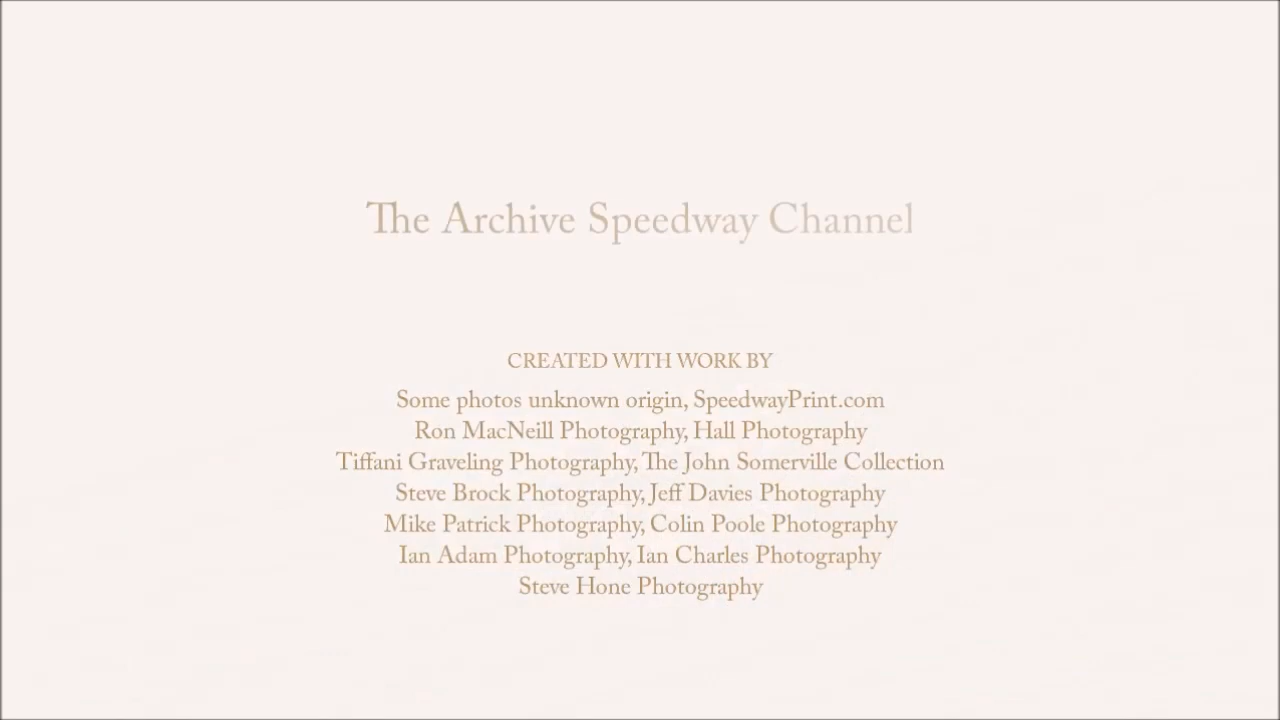 The Archive Speedway Channel
CREATED WITH WORK BY
Some photos unknown origin, SpeedwayPrint.com
Ron MacNeill Photography, Hall Photography
Tiffani Graveling Photography, The John Somerville Collection
Steve Brock Photography, Jeff Davies Photography
Mike Patrick Photography, Colin Poole Photography
Ian Adam Photography, Ian Charles Photography
Steve Hone Photography